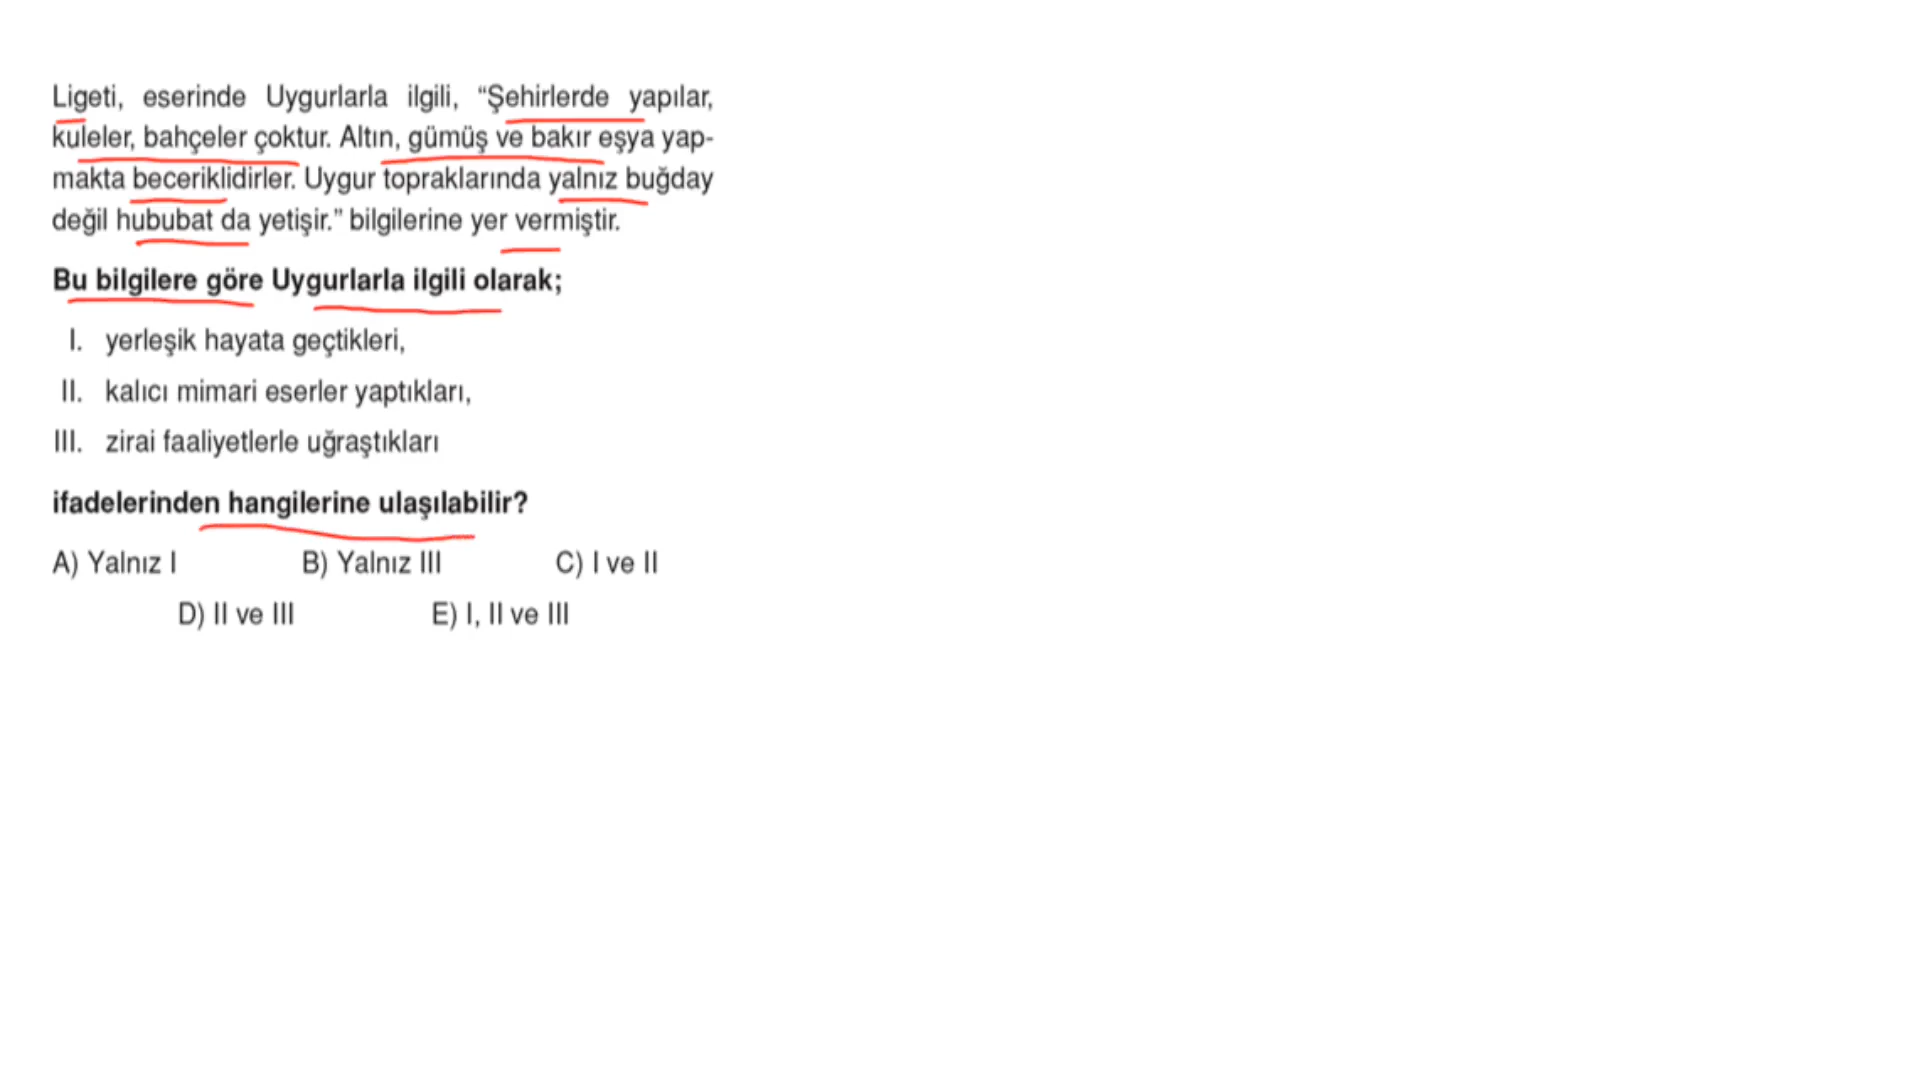 Ligeti, eserinde Uygurlarla ilgili, “Şehirlerde yapılar,
kuleler, bahçeler çoktur. Altın, gümüş ve bakır eşya yap-
makta beceriklidirler. Uygur topraklarında yalnız buğday
değil hububat da yetişir.” bilgilerine yer vermiştir.
Bu bilgilere göre Uygurlarla ilgili olarak;
I. yerleşik hayata geçtikleri,
II. kalıcı mimari eserler yaptıkları,
III. zirai faaliyetlerle uğraştıkları
ifadelerinden hangilerine ulaşılabilir?
A) Yalnız I B) Yalnız III C) I ve II
D) II ve III E) I, II ve III